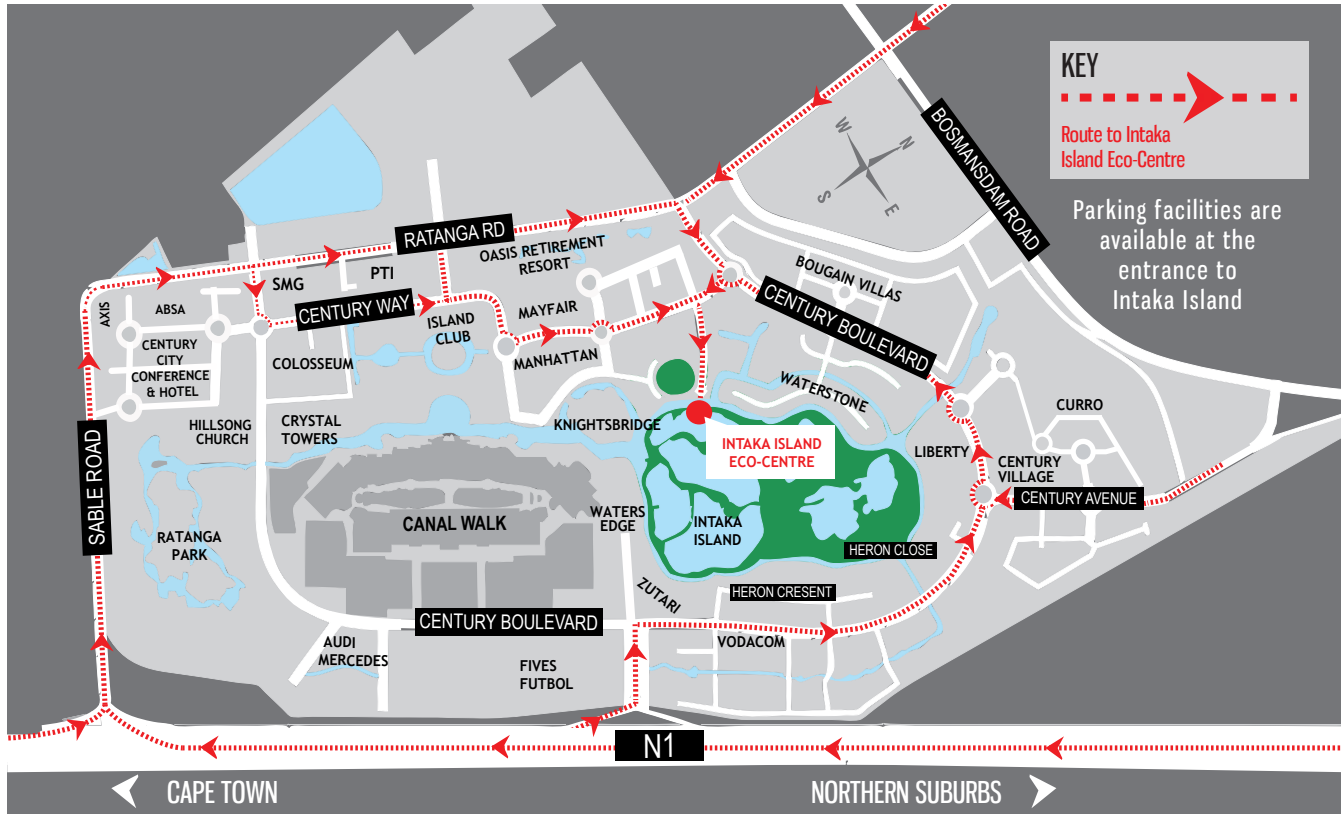 KEY
Route to Intaka
Island Eco-Centre
Parking facilities are
available at the
entrance to
Intaka Island
BOSMANSDAM ROAD
W
N
S
E
RATANGA RD
OASIS RETIREMENT
RESORT
SMG
PTI
CENTURY WAY
AXIS
ABSA
CENTURY
CITY
CONFERENCE
& HOTEL
COLOSSEUM
ISLAND
CLUB
MAYFAIR
MANHATTAN
BOUGAIN VILLAS
CENTURY BOULEVARD
WATERSTONE
CURRO
HILLSONG
CHURCH
CRYSTAL
TOWERS
KNIGHTSBRIDGE
INTAKA ISLAND
ECO-CENTRE
LIBERTY
CENTURY
VILLAGE
CENTURY AVENUE
SABLE ROAD
RATANGA
PARK
CANAL WALK
WATERS
EDGE
INTAKA
ISLAND
HERON CLOSE
HERON CRESENT
ZUTARI
CENTURY BOULEVARD
VODACOM
AUDI
MERCEDES
FIVES
FUTBOL
N1
CAPE TOWN
NORTHERN SUBURBS